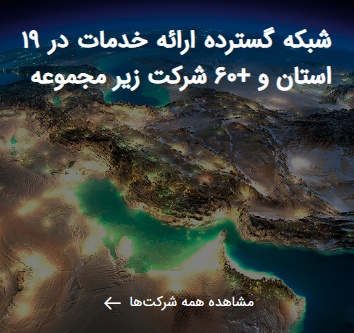 شبکه گسترده ارائه خدمات در ۱۹
استان و +۶۰ شرکت زیر مجموعه
مشاهده همه شرکت‌ها